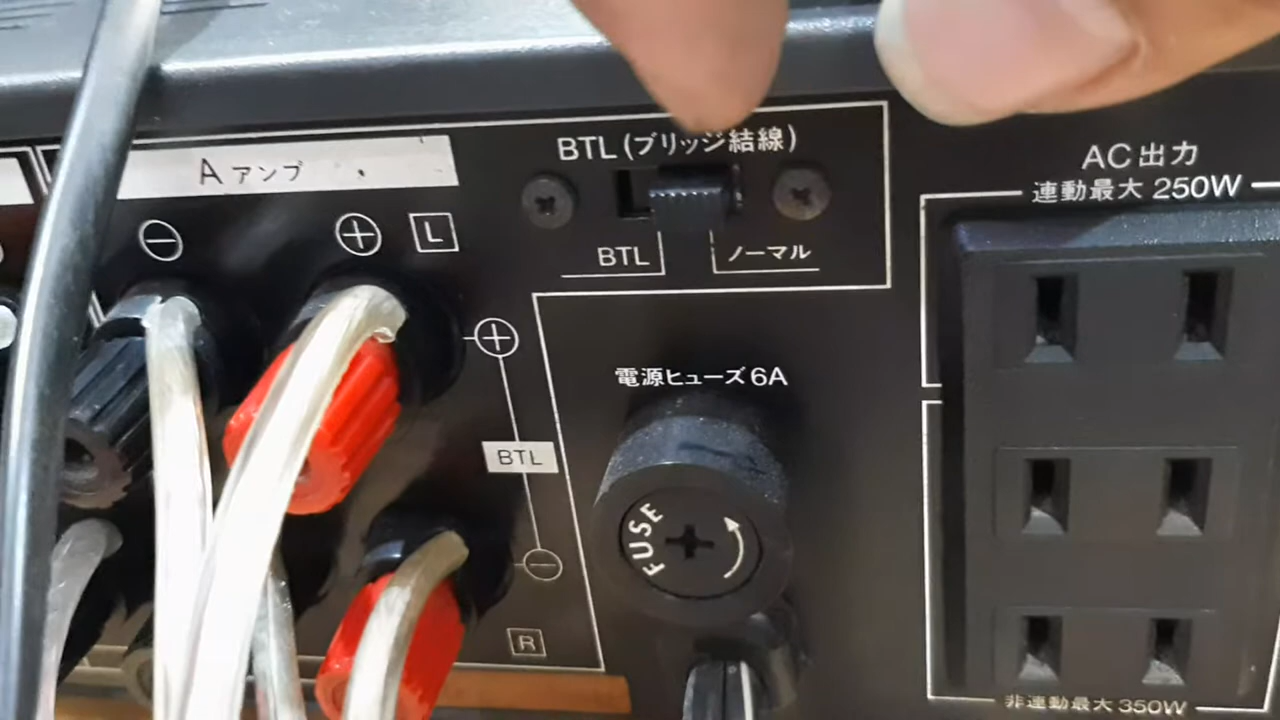 Aアンプ
⊖ ⊕ L
BTL(ブリッジ結線)
BTL ノーマル
⊕
BTL
⊖
R
電源ヒューズ6A
FUSE
AC出力
連動最大 250W
非連動最大 350W